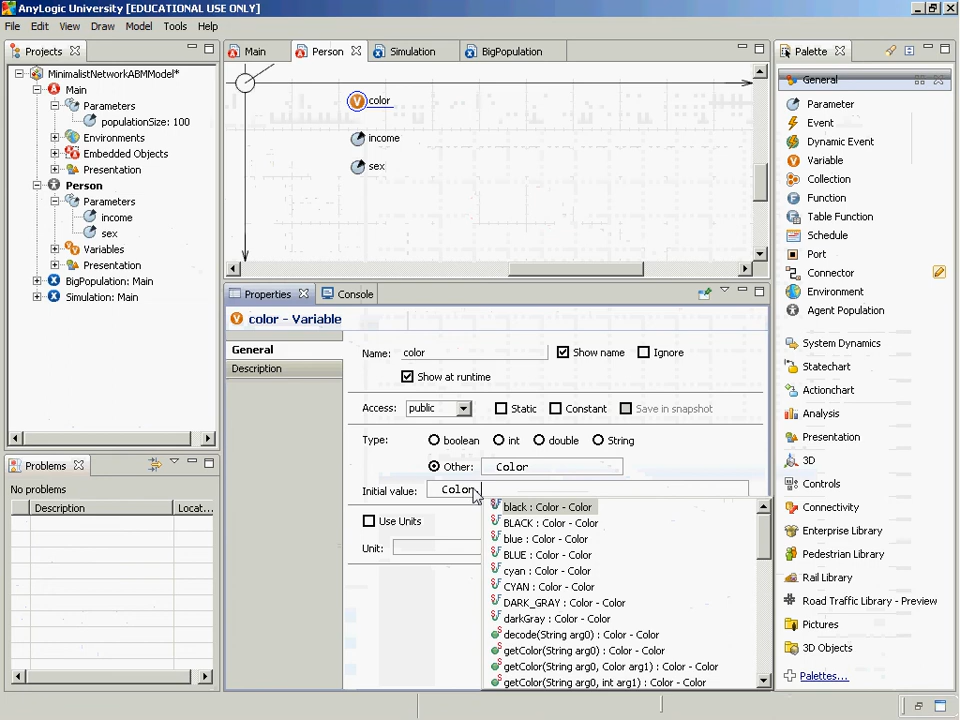 AnyLogic University [EDUCATIONAL USE ONLY]
File Edit View Draw Model Tools Help
Projects
MinimalistNetworkABMModel*
Main
Parameters
populationSize: 100
Environments
Embedded Objects
Presentation
Person
Parameters
income
sex
Variables
Presentation
BigPopulation: Main
Simulation: Main
Problems
No problems
Description Locat...
Main Person Simulation BigPopulation
color
income
sex
Properties Console
color - Variable
General
Description
Name: color Show name Ignore
Show at runtime
Access: public Static Constant Save in snapshot
Type: boolean int double String
Other: Color
Initial value: Color
Use Units
Unit:
black : Color - Color
BLACK : Color - Color
blue : Color - Color
BLUE : Color - Color
cyan : Color - Color
CYAN : Color - Color
DARK_GRAY : Color - Color
darkGray : Color - Color
decode(String arg0) : Color - Color
getColor(String arg0) : Color - Color
getColor(String arg0, Color arg1) : Color - Color
getColor(String arg0, int arg1) : Color - Color
Palette
General
Parameter
Event
Dynamic Event
Variable
Collection
Function
Table Function
Schedule
Port
Connector
Environment
Agent Population
System Dynamics
Statechart
Actionchart
Analysis
Presentation
3D
Controls
Connectivity
Enterprise Library
Pedestrian Library
Rail Library
Road Traffic Library - Preview
Pictures
3D Objects
Palettes...